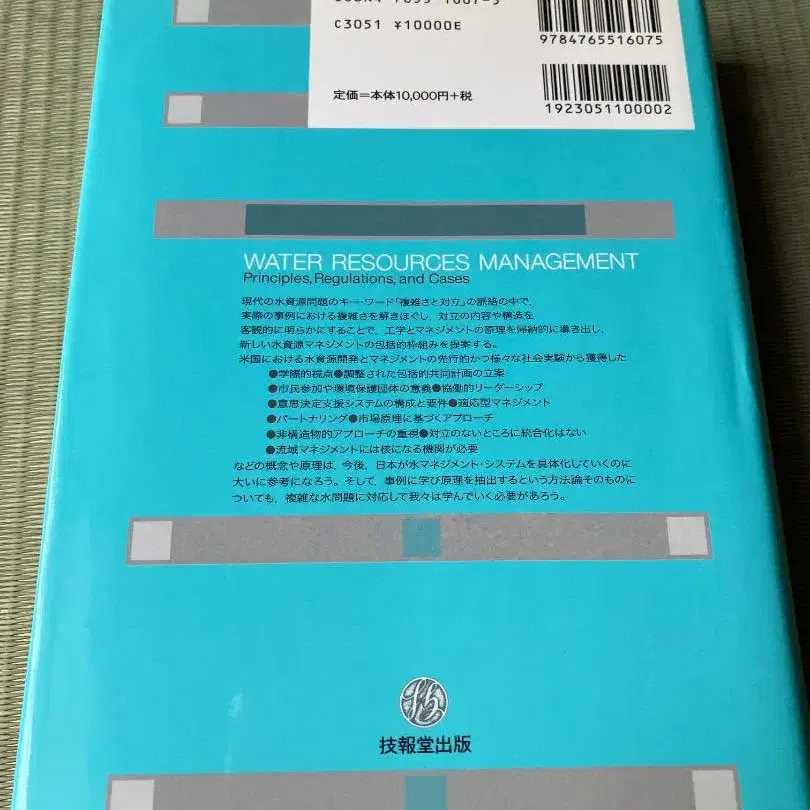 C3051 ¥10000E
9784765516075
定価=本体10,000円+税
1923051100002
WATER RESOURCES MANAGEMENT
Principles, Regulations, and Cases
現代の水資源問題のキー・ワード「複雑さと対立」の脈絡の中で,
実際の事例における複雑さを解きほぐし,対立の内容や構造を
客観的に明らかにすることで,工学とマネジメントの原理を帰納的に導き出し,
新しい水資源マネジメントの包括的枠組みを提案する。
米国における水資源開発とマネジメントの先行的かつ様々な社会実験から獲得した
●学際的視点●調整された包括的共同計画の立案
●市民参加や環境保護団体の意義●協働的リーダーシップ
●意思決定支援システムの構成と要件●適応型マネジメント
●パートナリング●市場原理に基づくアプローチ
●非構造物的アプローチの重視●対立のないところに統合化はない
●流域マネジメントには核になる機関が必要
などの概念や原理は,今後,日本が水マネジメント・システムを具体化していくのに
大いに参考になろう。そして,事例に学び原理を抽出するという方法論そのものに
ついても,複雑な水問題に対応して我々は学んでいく必要があろう。
技報堂出版